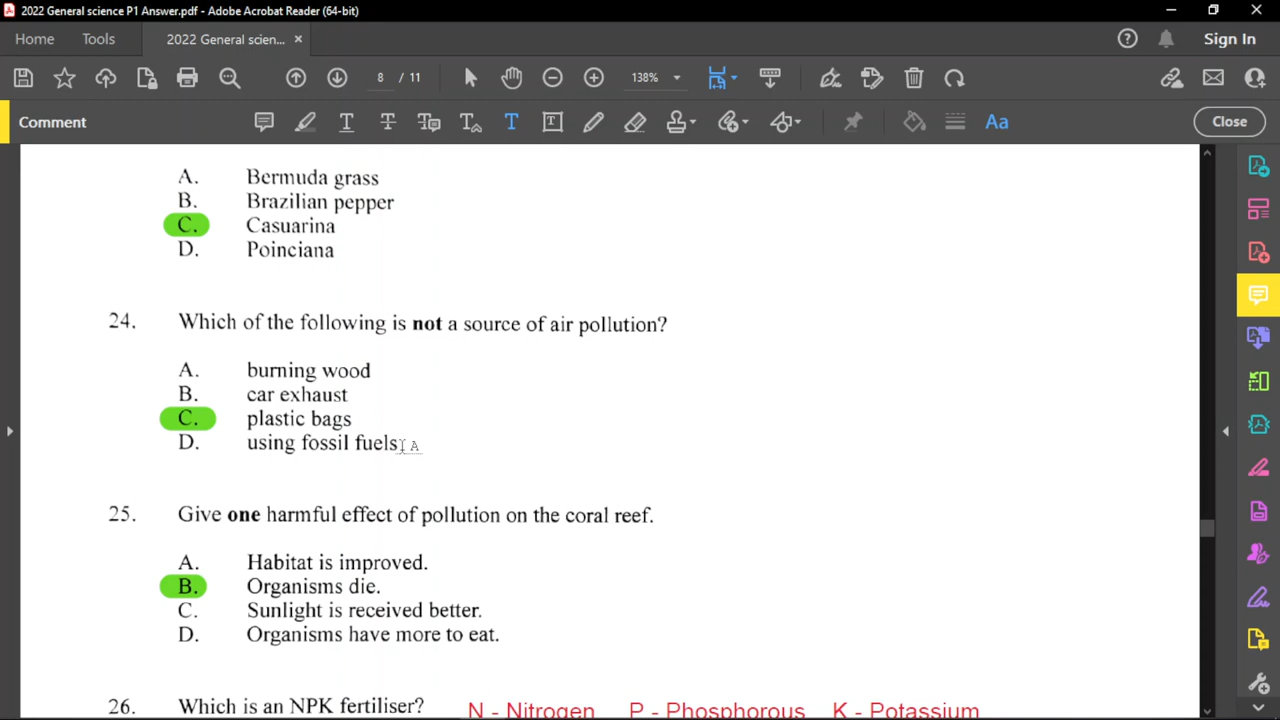 2022 General science P1 Answer.pdf - Adobe Acrobat Reader (64-bit)
Home Tools 2022 General scien... × Sign In
8 / 11 138%
Comment Aa Close
A. Bermuda grass
B. Brazilian pepper
C. Casuarina
D. Poinciana
24. Which of the following is not a source of air pollution?
A. burning wood
B. car exhaust
C. plastic bags
D. using fossil fuels
25. Give one harmful effect of pollution on the coral reef.
A. Habitat is improved.
B. Organisms die.
C. Sunlight is received better.
D. Organisms have more to eat.
26. Which is an NPK fertiliser? N - Nitrogen P - Phosphorous K - Potassium